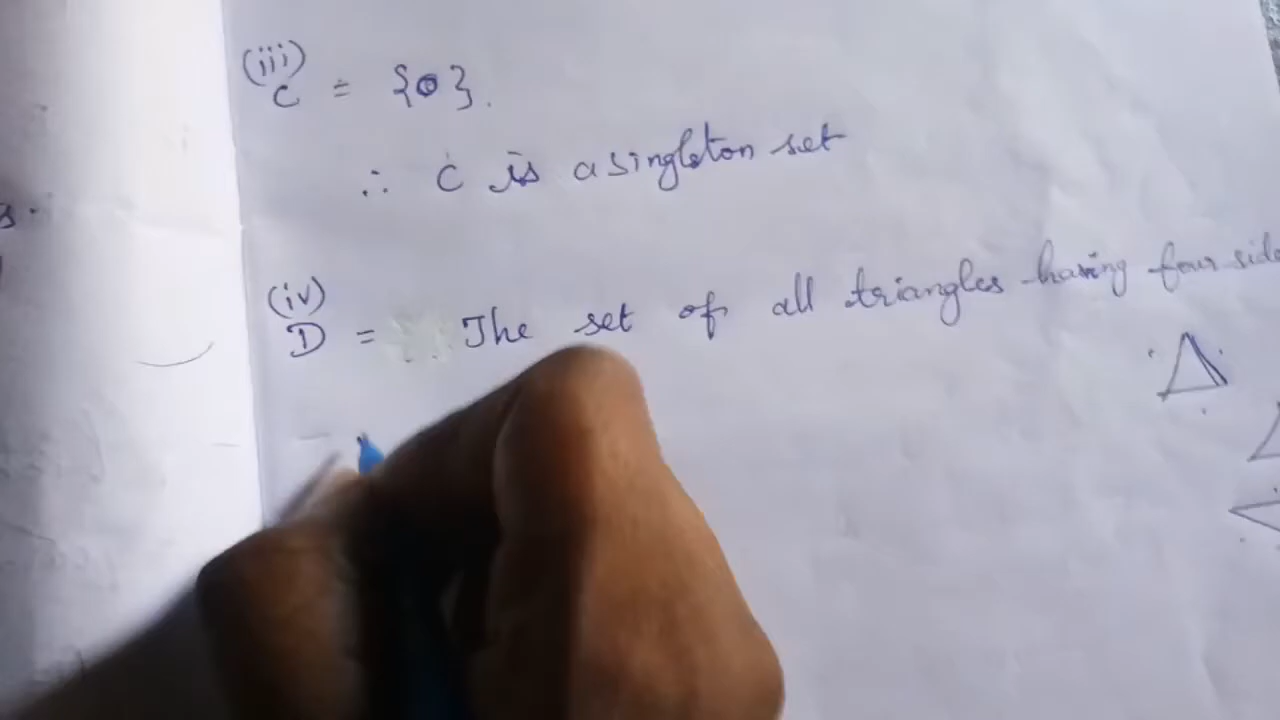 (iii)
C = {0}.
∴ C is a singleton set
(iv)
D = The set of all triangles having four side